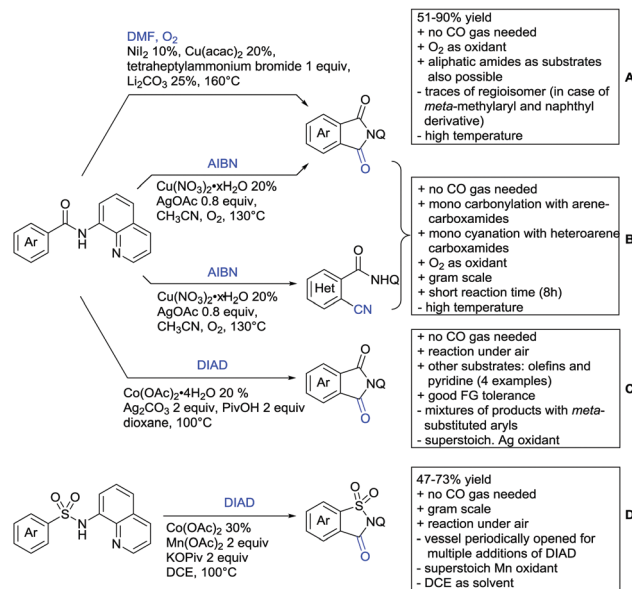 DMF, O2
NiI2 10%, Cu(acac)2 20%,
tetraheptylammonium bromide 1 equiv,
Li2CO3 25%, 160°C
O
Ar
NQ
O
51-90% yield
+ no CO gas needed
+ O2 as oxidant
+ aliphatic amides as substrates
also possible
- traces of regioisomer (in case of
meta-methylaryl and naphthyl
derivative)
- high temperature
A
AIBN
Cu(NO3)2•xH2O 20%
AgOAc 0.8 equiv,
CH3CN, O2, 130°C
O
Ar
N
H
N
AIBN
Cu(NO3)2•xH2O 20%
AgOAc 0.8 equiv,
CH3CN, O2, 130°C
O
Het
NHQ
CN
+ no CO gas needed
+ mono carbonylation with arene-
carboxamides
+ mono cyanation with heteroarene
carboxamides
+ O2 as oxidant
+ gram scale
+ short reaction time (8h)
- high temperature
B
DIAD
Co(OAc)2•4H2O 20 %
Ag2CO3 2 equiv, PivOH 2 equiv
dioxane, 100°C
O
Ar
N Q
O
+ no CO gas needed
+ reaction under air
+ other substrates: olefins and
pyridine (4 examples)
+ good FG tolerance
- mixtures of products with meta-
substituted aryls
- superstoich. Ag oxidant
C
O O
S
Ar
N
H
N
DIAD
Co(OAc)2 30%
Mn(OAc)2 2 equiv
KOPiv 2 equiv
DCE, 100°C
O
S O
Ar
N Q
O
47-73% yield
+ no CO gas needed
+ gram scale
+ reaction under air
- vessel periodically opened for
multiple additions of DIAD
- superstoich Mn oxidant
- DCE as solvent
D